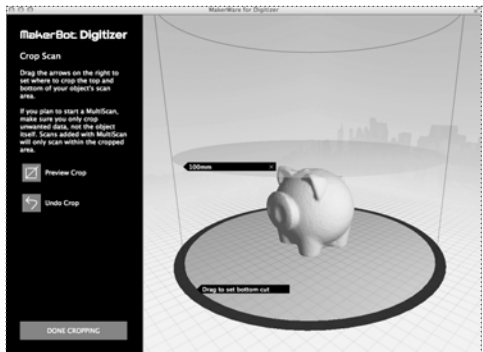 MakerWare for Digitizer
MakerBot Digitizer
Crop Scan
Drag the arrows on the right to
set where to crop the top and
bottom of your object's scan
area.
If you plan to start a MultiScan,
make sure you only crop
unwanted data, not the object
itself. Scans added with MultiScan
will only scan within the cropped
area.
Preview Crop
Undo Crop
DONE CROPPING
100mm
Drag to set bottom cut